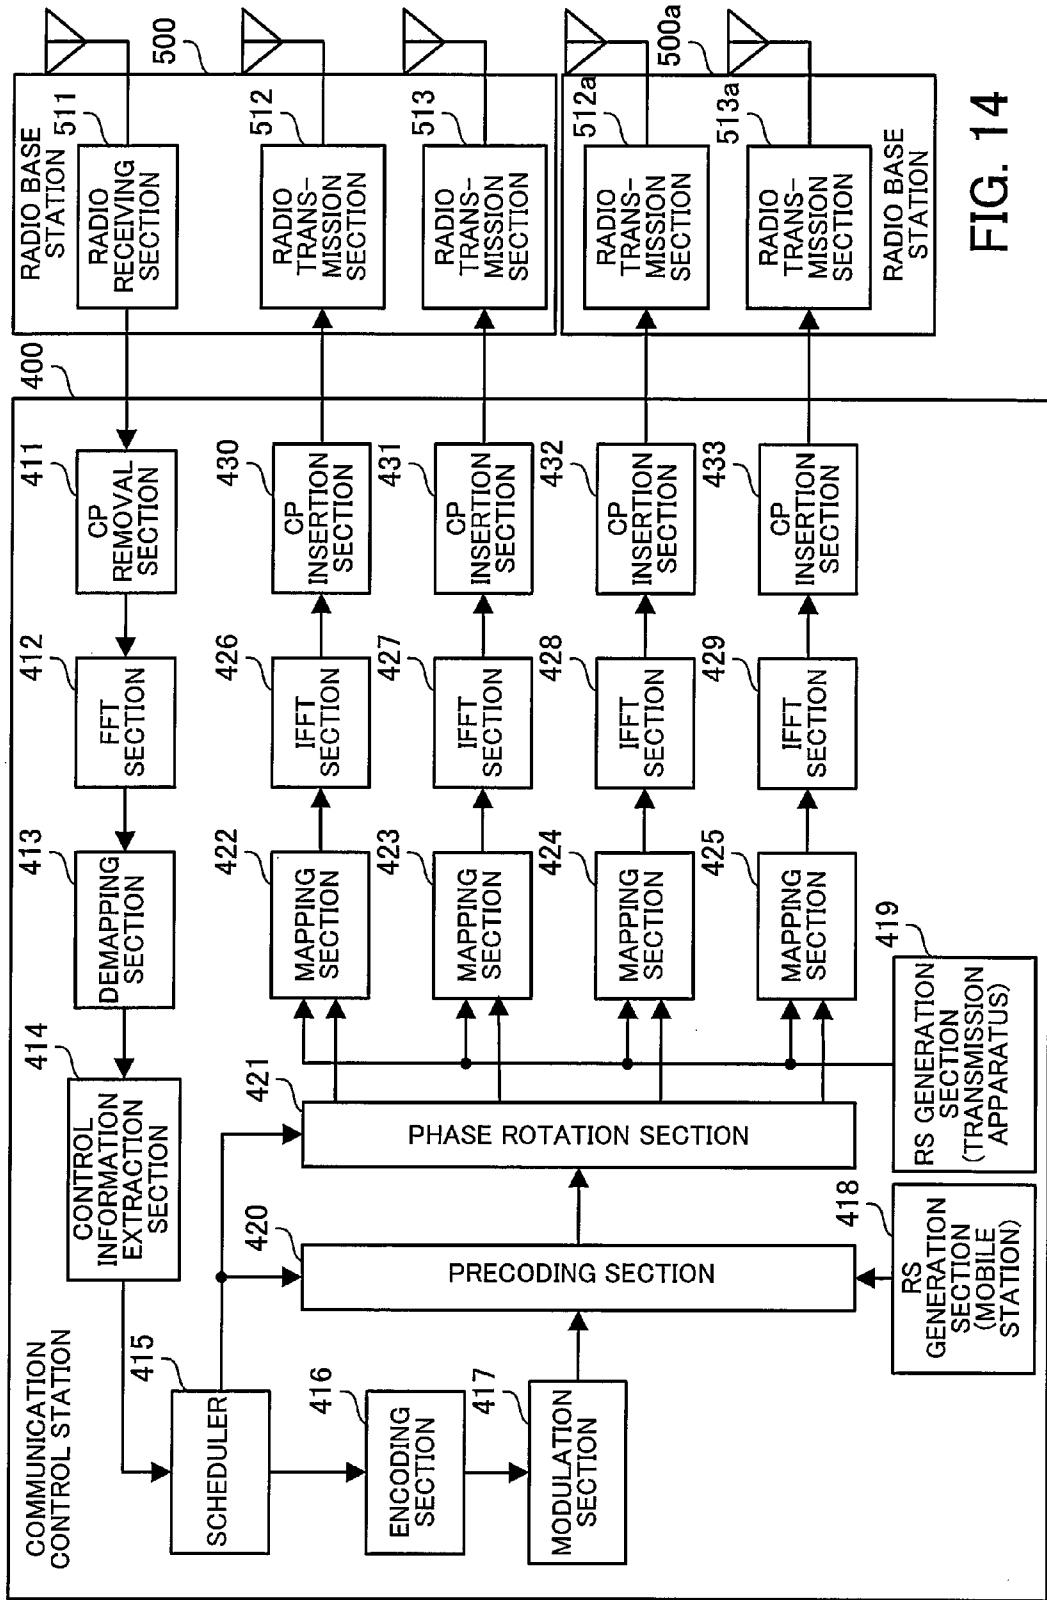 COMMUNICATION
CONTROL STATION
400
RADIO BASE
STATION
500
414
CONTROL
INFORMATION
EXTRACTION
SECTION
413
DEMAPPING
SECTION
412
FFT
SECTION
411
CP
REMOVAL
SECTION
511
RADIO
RECEIVING
SECTION
415
SCHEDULER
416
ENCODING
SECTION
417
MODULATION
SECTION
420
PRECODING SECTION
421
PHASE ROTATION SECTION
422
MAPPING
SECTION
426
IFFT
SECTION
430
CP
INSERTION
SECTION
512
RADIO
TRANS-
MISSION
SECTION
423
MAPPING
SECTION
427
IFFT
SECTION
431
CP
INSERTION
SECTION
513
RADIO
TRANS-
MISSION
SECTION
424
MAPPING
SECTION
428
IFFT
SECTION
432
CP
INSERTION
SECTION
512a
RADIO
TRANS-
MISSION
SECTION
500a
425
MAPPING
SECTION
429
IFFT
SECTION
433
CP
INSERTION
SECTION
513a
RADIO
TRANS-
MISSION
SECTION
RADIO BASE
STATION
418
RS
GENERATION
SECTION
(MOBILE
STATION)
419
RS GENERATION
SECTION
(TRANSMISSION
APPARATUS)
FIG. 14